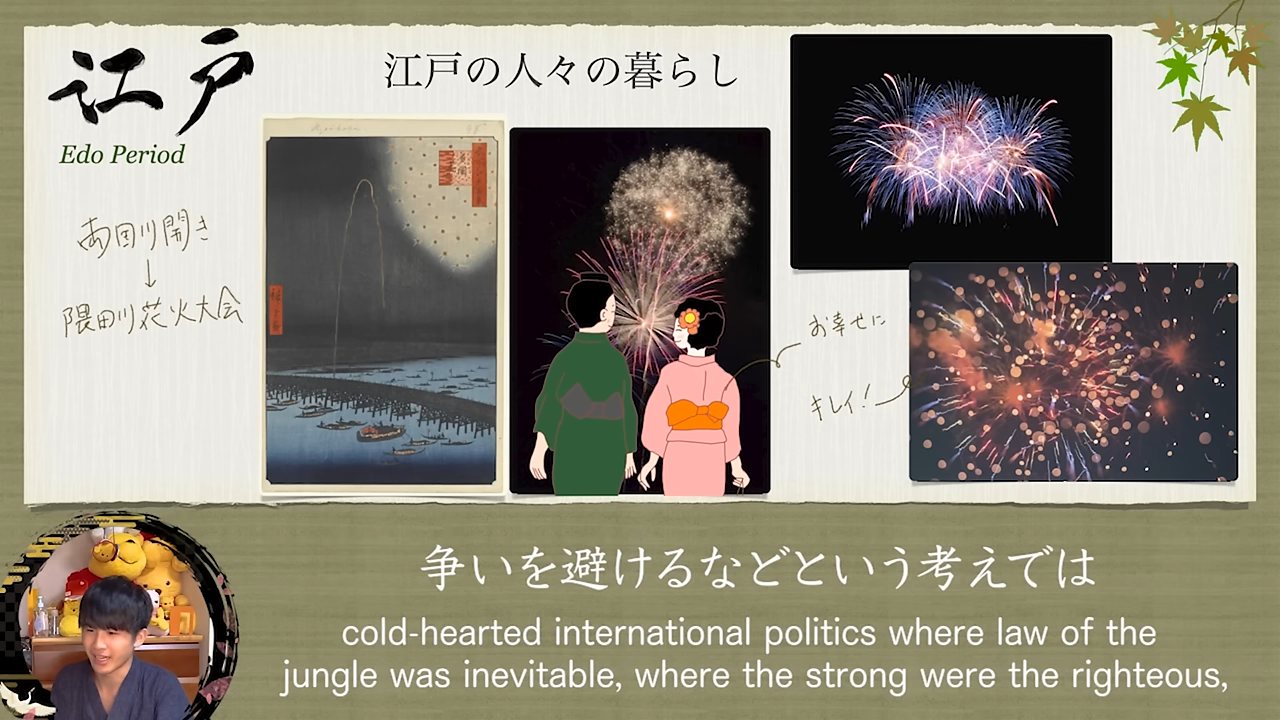 江戸
Edo Period
江戸の人々の暮らし
両国川開き
↓
隅田川花火大会
お幸せに
キレイ!
争いを避けるなどという考えでは
cold-hearted international politics where law of the
jungle was inevitable, where the strong were the righteous,